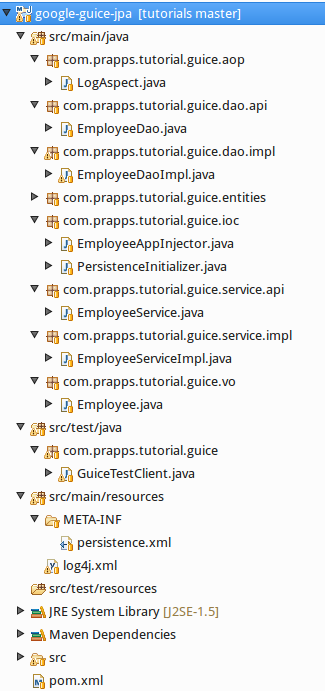 google-guice-jpa [tutorials master]
src/main/java
com.prapps.tutorial.guice.aop
LogAspect.java
com.prapps.tutorial.guice.dao.api
EmployeeDao.java
com.prapps.tutorial.guice.dao.impl
EmployeeDaoImpl.java
com.prapps.tutorial.guice.entities
com.prapps.tutorial.guice.ioc
EmployeeAppInjector.java
PersistenceInitializer.java
com.prapps.tutorial.guice.service.api
EmployeeService.java
com.prapps.tutorial.guice.service.impl
EmployeeServiceImpl.java
com.prapps.tutorial.guice.vo
Employee.java
src/test/java
com.prapps.tutorial.guice
GuiceTestClient.java
src/main/resources
META-INF
persistence.xml
log4j.xml
src/test/resources
JRE System Library [J2SE-1.5]
Maven Dependencies
src
pom.xml